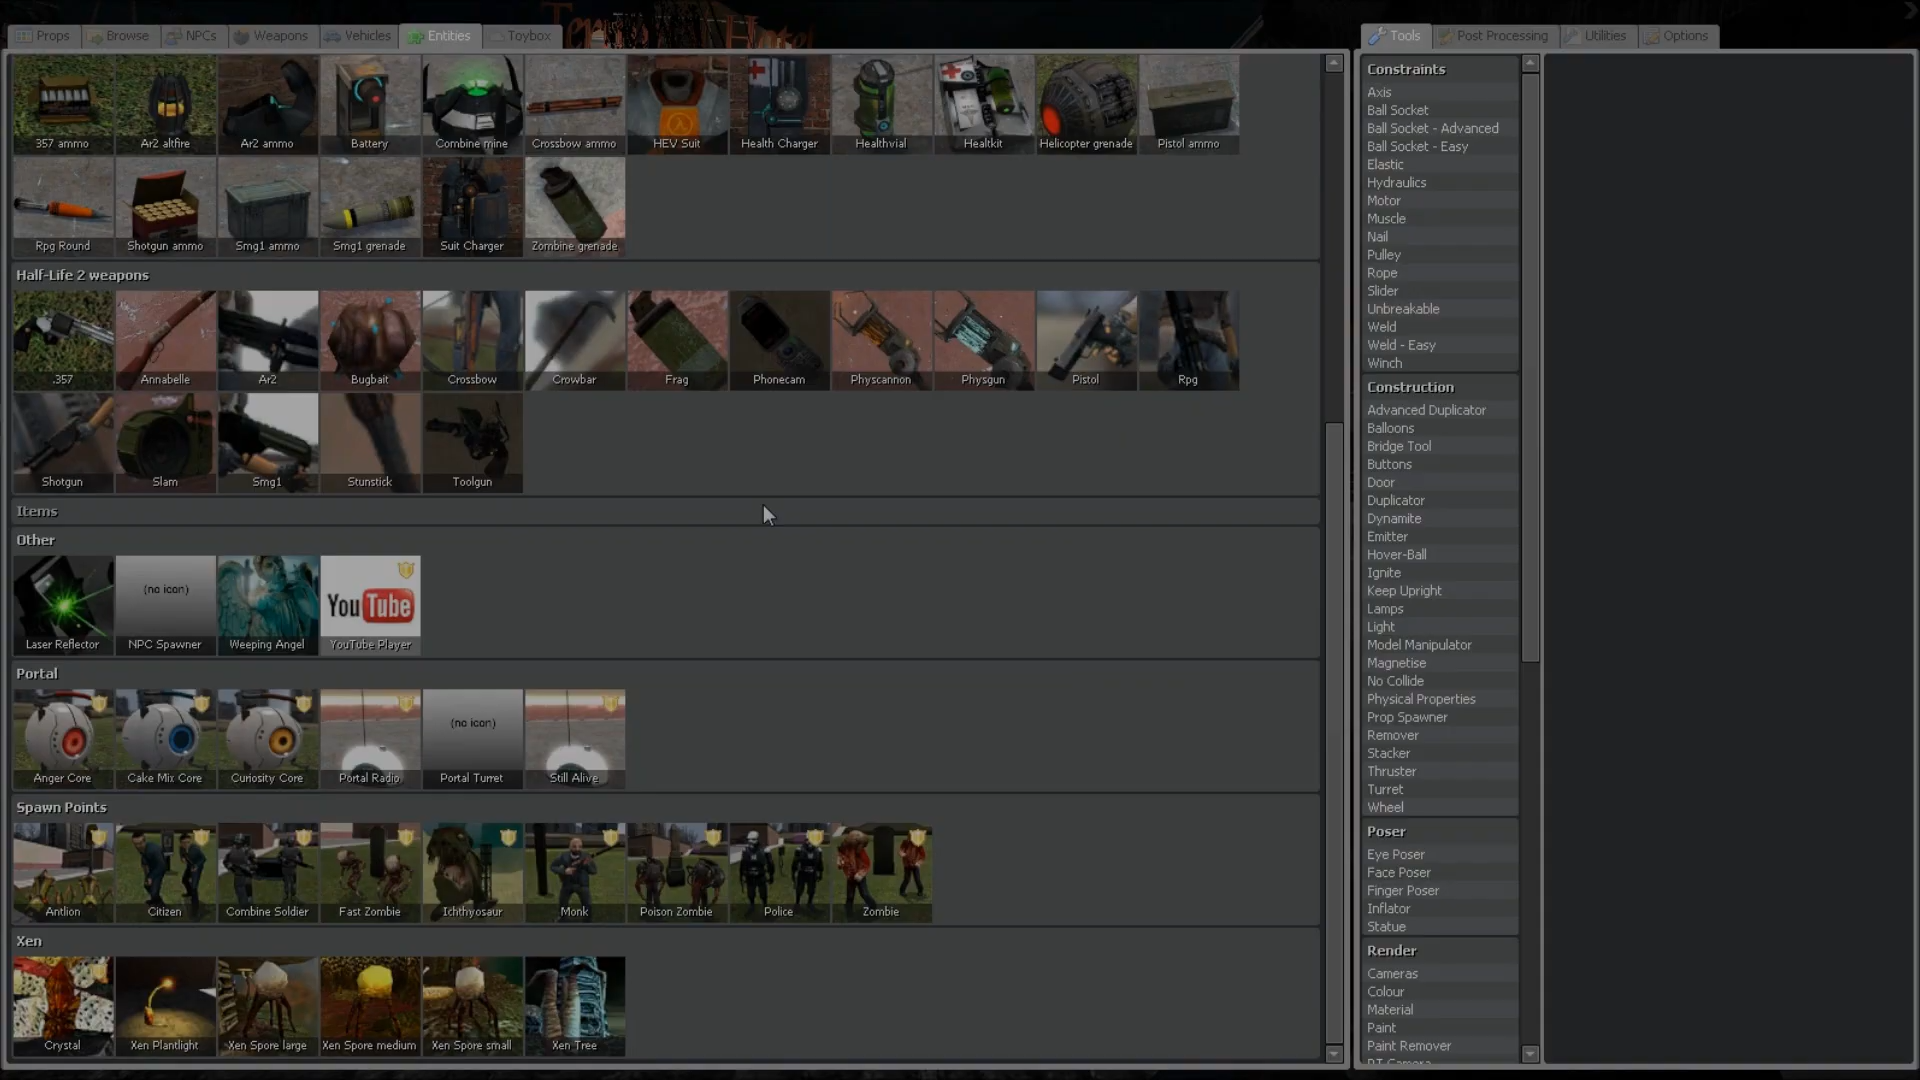 Props Browse NPCs Weapons Vehicles Entities Toybox
Tools Post Processing Utilities Options
357 ammo Ar2 altfire Ar2 ammo Battery Combine mine Crossbow ammo HEV Suit Health Charger Healthvial Healtkit Helicopter grenade Pistol ammo
Rpg Round Shotgun ammo Smg1 ammo Smg1 grenade Suit Charger Zombine grenade
Half-Life 2 weapons
.357 Annabelle Ar2 Bugbait Crossbow Crowbar Frag Phonecam Physcannon Physgun Pistol Rpg
Shotgun Slam Smg1 Stunstick Toolgun
Items
Other
(no icon)
YouTube
Laser Reflector NPC Spawner Weeping Angel YouTube Player
Portal
(no icon)
Anger Core Cake Mix Core Curiosity Core Portal Radio Portal Turret Still Alive
Spawn Points
Antlion Citizen Combine Soldier Fast Zombie Ichthyosaur Monk Poison Zombie Police Zombie
Xen
Crystal Xen Plantlight Xen Spore large Xen Spore medium Xen Spore small Xen Tree
Constraints
Axis
Ball Socket
Ball Socket - Advanced
Ball Socket - Easy
Elastic
Hydraulics
Motor
Muscle
Nail
Pulley
Rope
Slider
Unbreakable
Weld
Weld - Easy
Winch
Construction
Advanced Duplicator
Balloons
Bridge Tool
Buttons
Door
Duplicator
Dynamite
Emitter
Hover-Ball
Ignite
Keep Upright
Lamps
Light
Model Manipulator
Magnetise
No Collide
Physical Properties
Prop Spawner
Remover
Stacker
Thruster
Turret
Wheel
Poser
Eye Poser
Face Poser
Finger Poser
Inflator
Statue
Render
Cameras
Colour
Material
Paint
Paint Remover